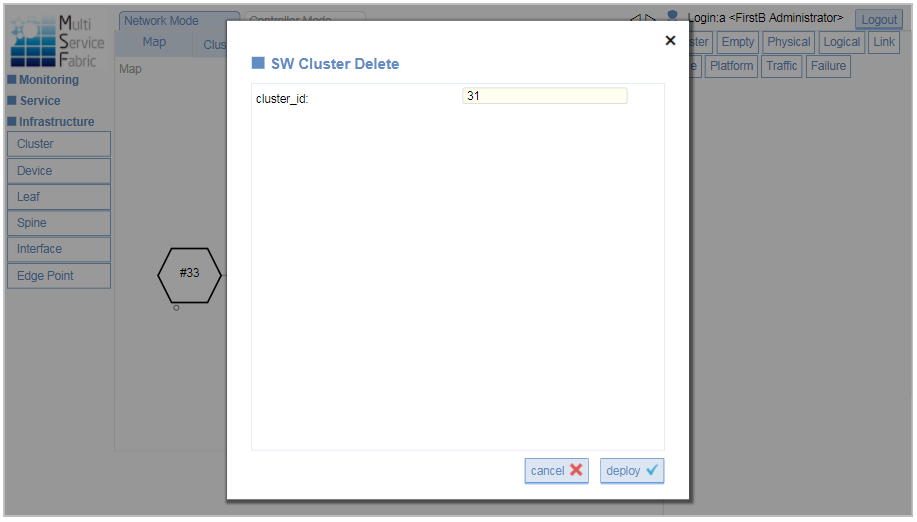 Multi
Service
Fabric
Network Mode
Controller Mode
Login:a <FirstB Administrator>
Logout
Map
Clus
ster
Empty
Physical
Logical
Link
e
Platform
Traffic
Failure
Map
Monitoring
Service
Infrastructure
Cluster
Device
Leaf
Spine
Interface
Edge Point
#33
SW Cluster Delete
cluster_id:
31
cancel
deploy